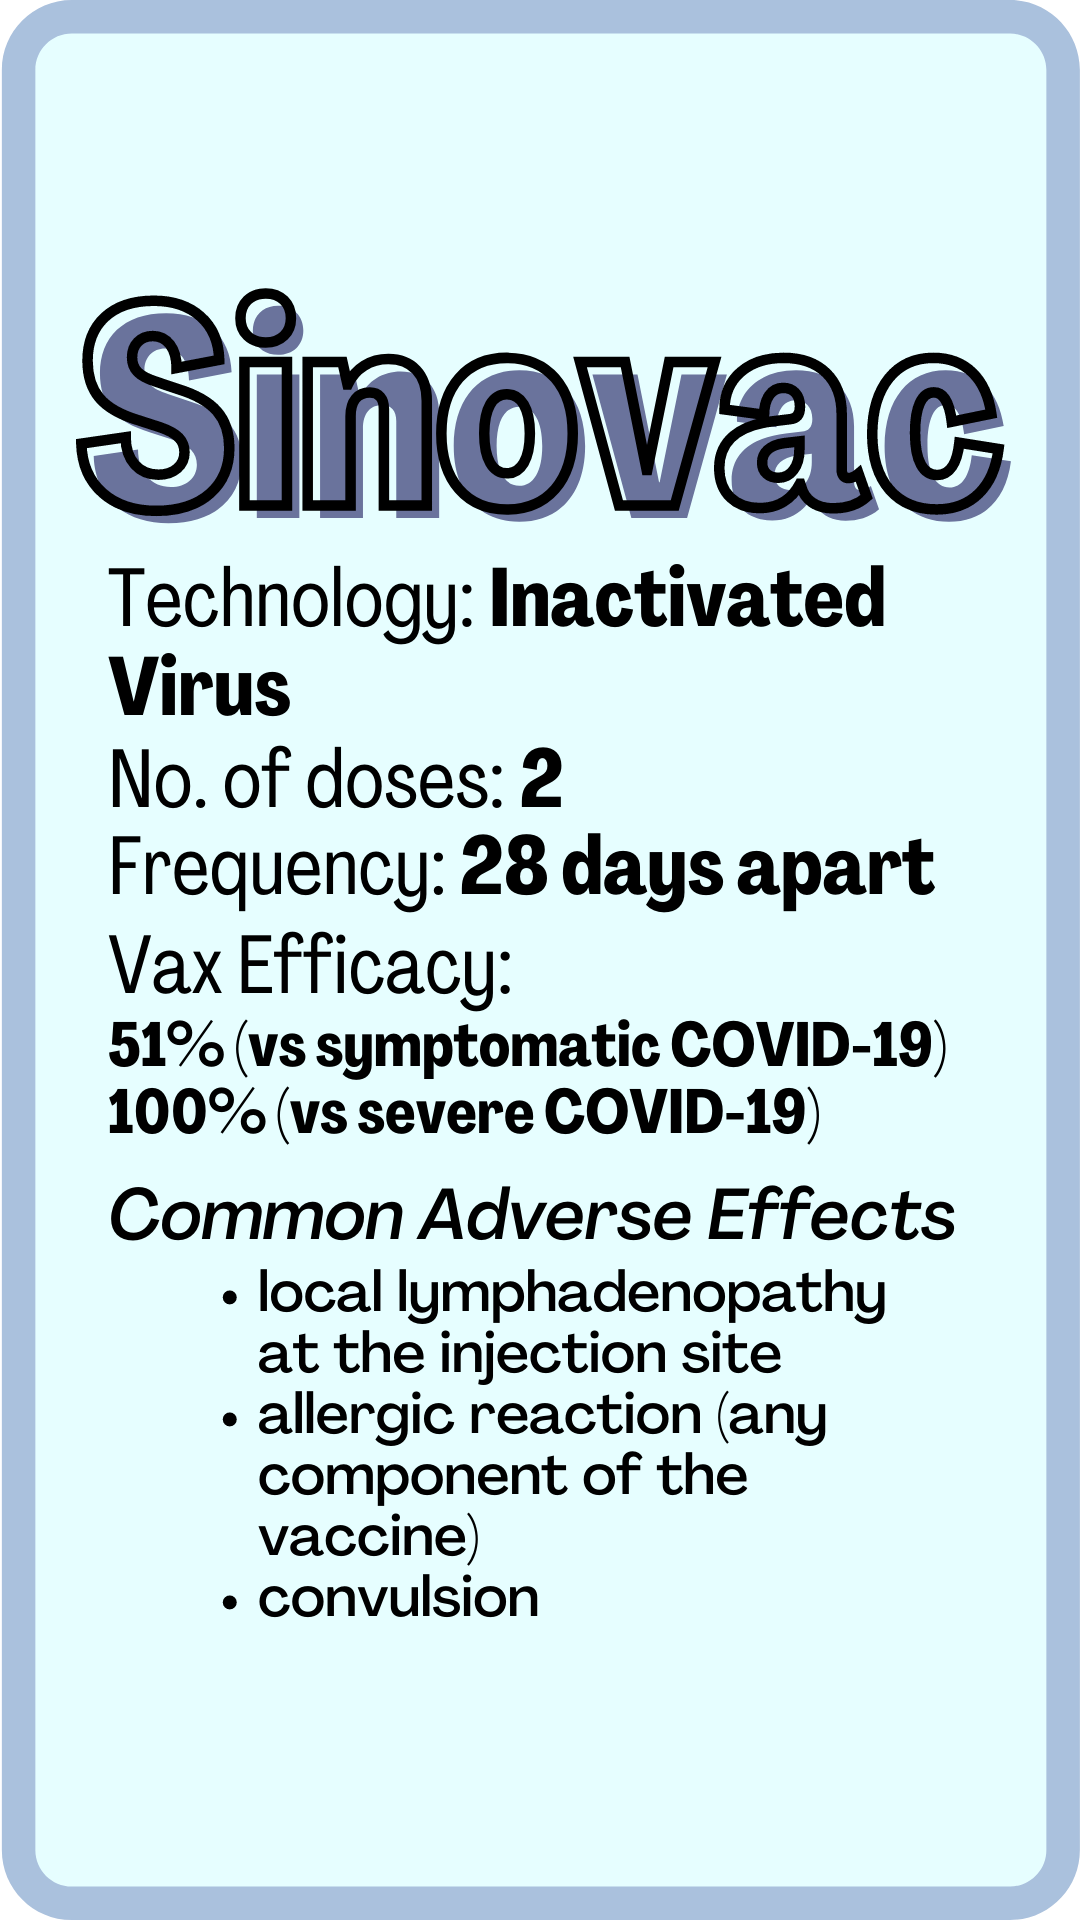 Sinovac
Technology: Inactivated
Virus
No. of doses: 2
Frequency: 28 days apart
Vax Efficacy:
51% (vs symptomatic COVID-19)
100% (vs severe COVID-19)
Common Adverse Effects
• local lymphadenopathy
at the injection site
• allergic reaction (any
component of the
vaccine)
• convulsion